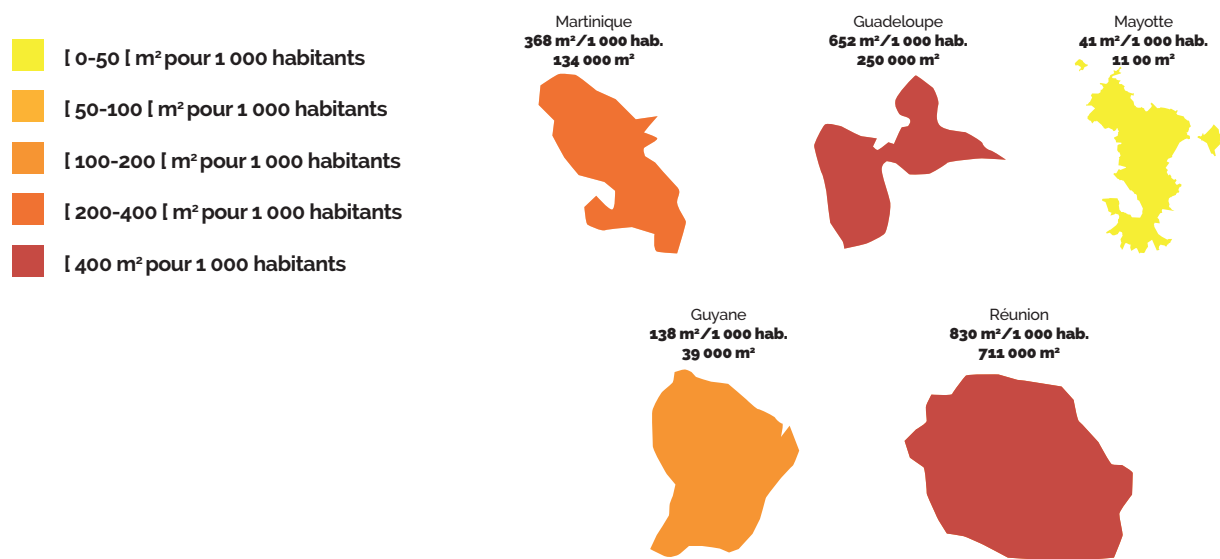 [ 0-50 [ m² pour 1 000 habitants
[ 50-100 [ m² pour 1 000 habitants
[ 100-200 [ m² pour 1 000 habitants
[ 200-400 [ m² pour 1 000 habitants
[ 400 m² pour 1 000 habitants
Martinique
368 m²/1 000 hab.
134 000 m²
Guadeloupe
652 m²/1 000 hab.
250 000 m²
Mayotte
41 m²/1 000 hab.
11 00 m²
Guyane
138 m²/1 000 hab.
39 000 m²
Réunion
830 m²/1 000 hab.
711 000 m²